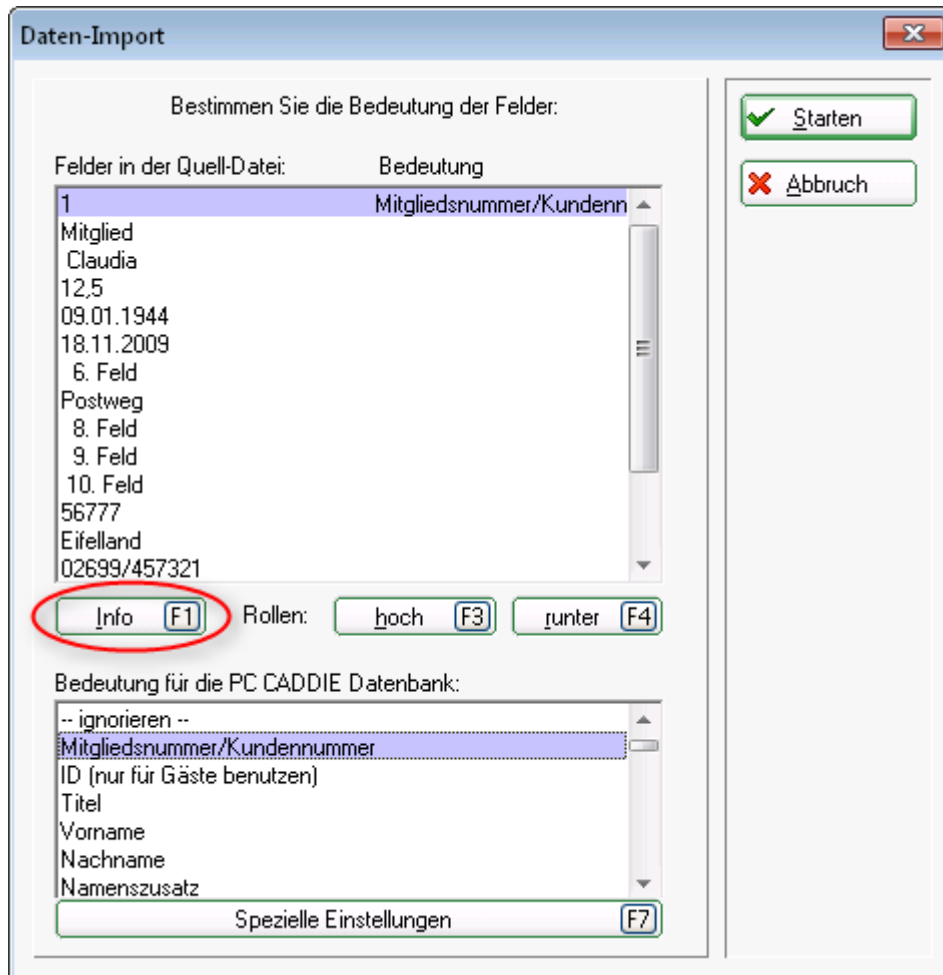 Daten-Import
Bestimmen Sie die Bedeutung der Felder:
Starten
Abbruch
Felder in der Quell-Datei: Bedeutung
1 Mitgliedsnummer/Kundenn
Mitglied
Claudia
12,5
09.01.1944
18.11.2009
6. Feld
Postweg
8. Feld
9. Feld
10. Feld
56777
Eifelland
02699/457321
Info F1 Rollen: hoch F3 runter F4
Bedeutung für die PC CADDIE Datenbank:
-- ignorieren --
Mitgliedsnummer/Kundennummer
ID (nur für Gäste benutzen)
Titel
Vorname
Nachname
Namenszusatz
Spezielle Einstellungen F7